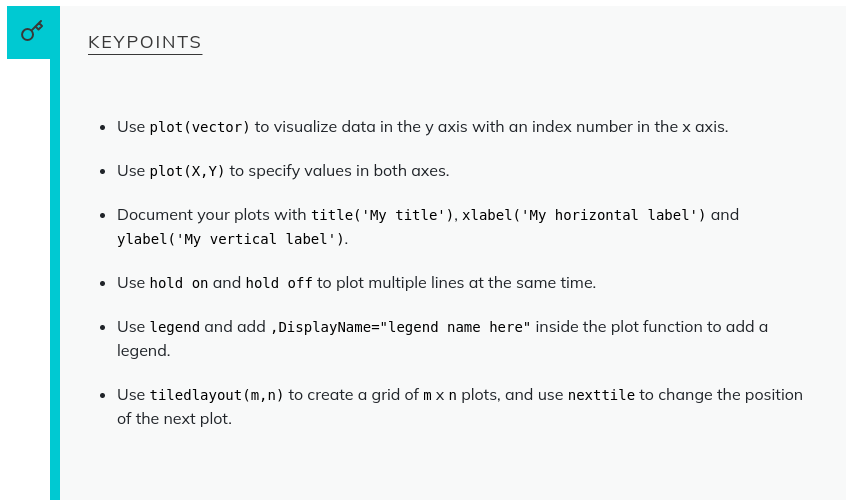 KEYPOINTS
Use plot(vector) to visualize data in the y axis with an index number in the x axis.
Use plot(X,Y) to specify values in both axes.
Document your plots with title('My title'), xlabel('My horizontal label') and
ylabel('My vertical label').
Use hold on and hold off to plot multiple lines at the same time.
Use legend and add ,DisplayName="legend name here" inside the plot function to add a
legend.
Use tiledlayout(m,n) to create a grid of m x n plots, and use nexttile to change the position
of the next plot.